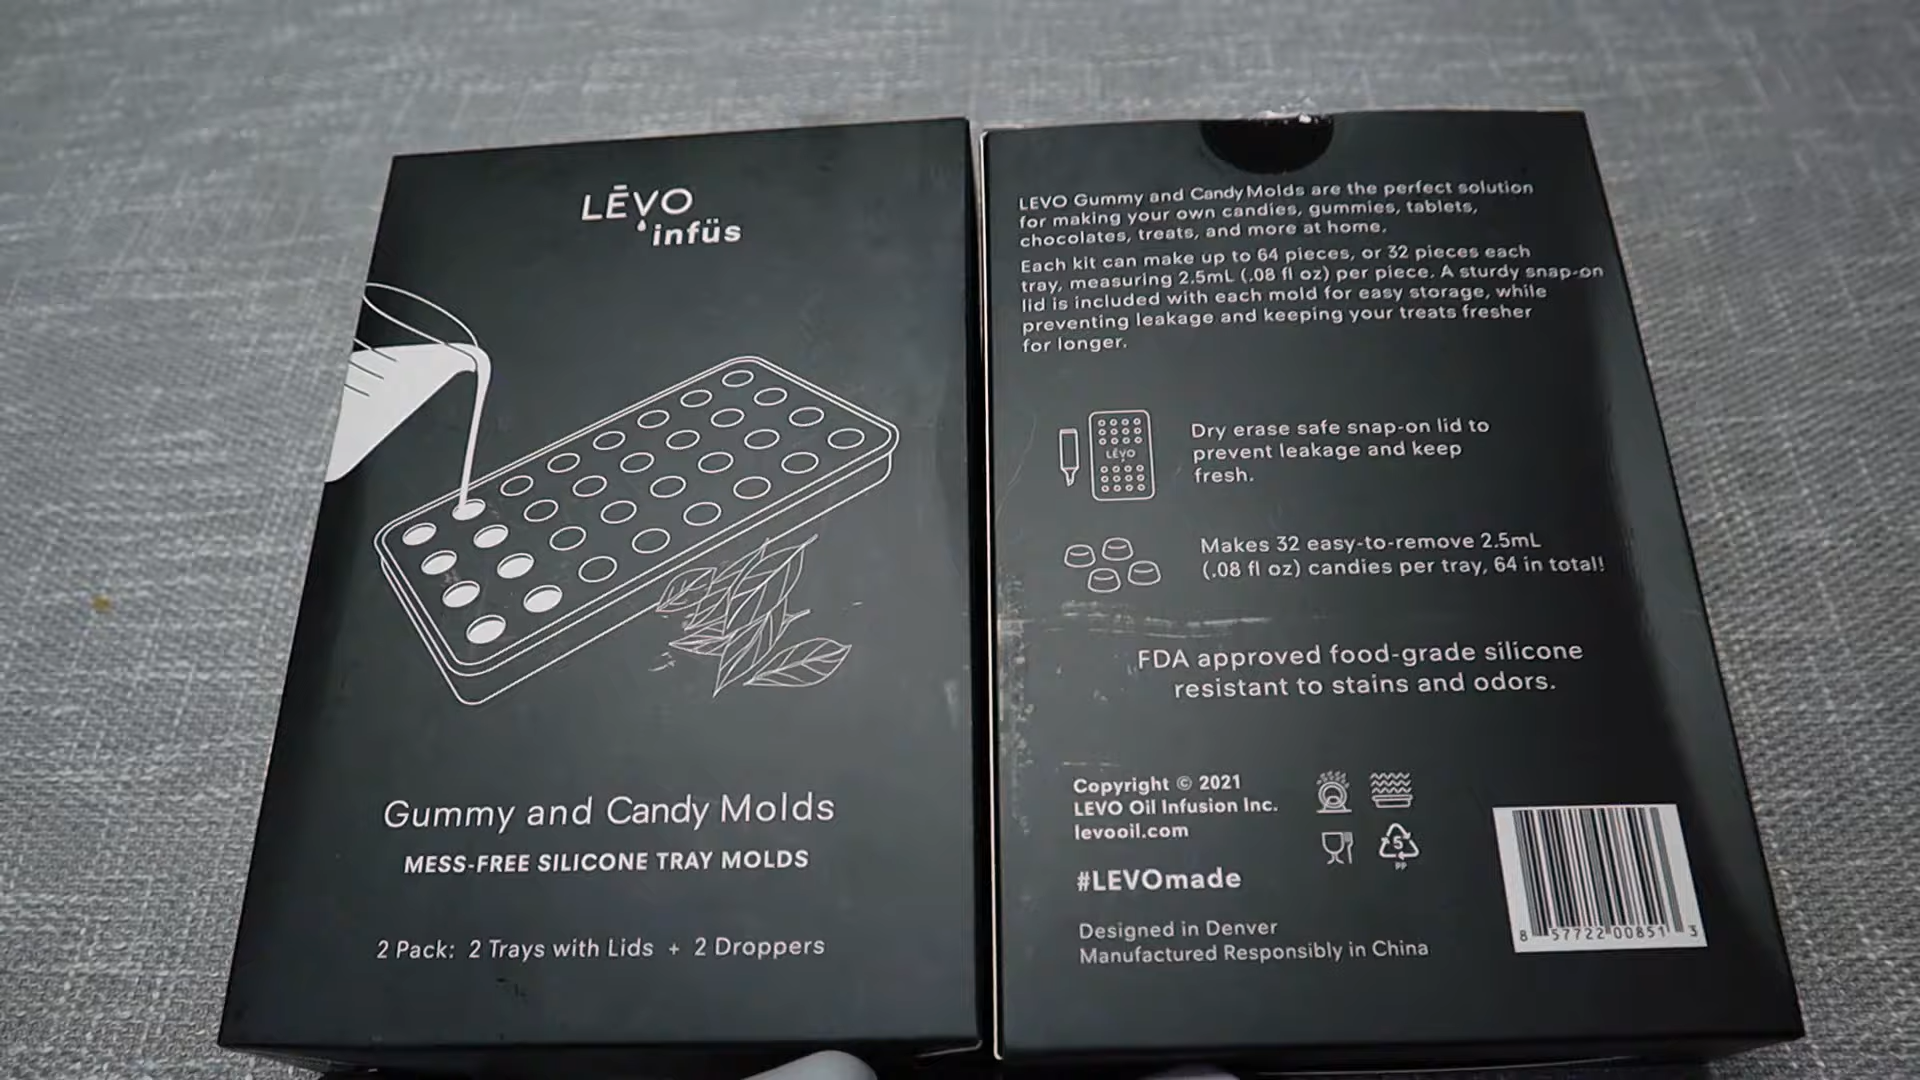 LĒVO
infüs
Gummy and Candy Molds
MESS-FREE SILICONE TRAY MOLDS
2 Pack: 2 Trays with Lids + 2 Droppers
LEVO Gummy and Candy Molds are the perfect solution
for making your own candies, gummies, tablets,
chocolates, treats, and more at home.
Each kit can make up to 64 pieces, or 32 pieces each
tray, measuring 2.5mL (.08 fl oz) per piece. A sturdy snap-on
lid is included with each mold for easy storage, while
preventing leakage and keeping your treats fresher
for longer.
LĒVO
Dry erase safe snap-on lid to
prevent leakage and keep
fresh.
Makes 32 easy-to-remove 2.5mL
(.08 fl oz) candies per tray, 64 in total!
FDA approved food-grade silicone
resistant to stains and odors.
Copyright © 2021
LEVO Oil Infusion Inc.
levooil.com
#LEVOmade
5
PP
Designed in Denver
Manufactured Responsibly in China
8 57722 00851 3